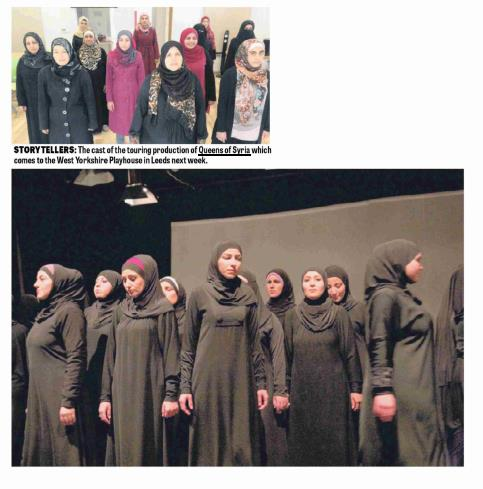 STORYTELLERS: The cast of the touring production of Queens of Syria which
comes to the West Yorkshire Playhouse in Leeds next week.